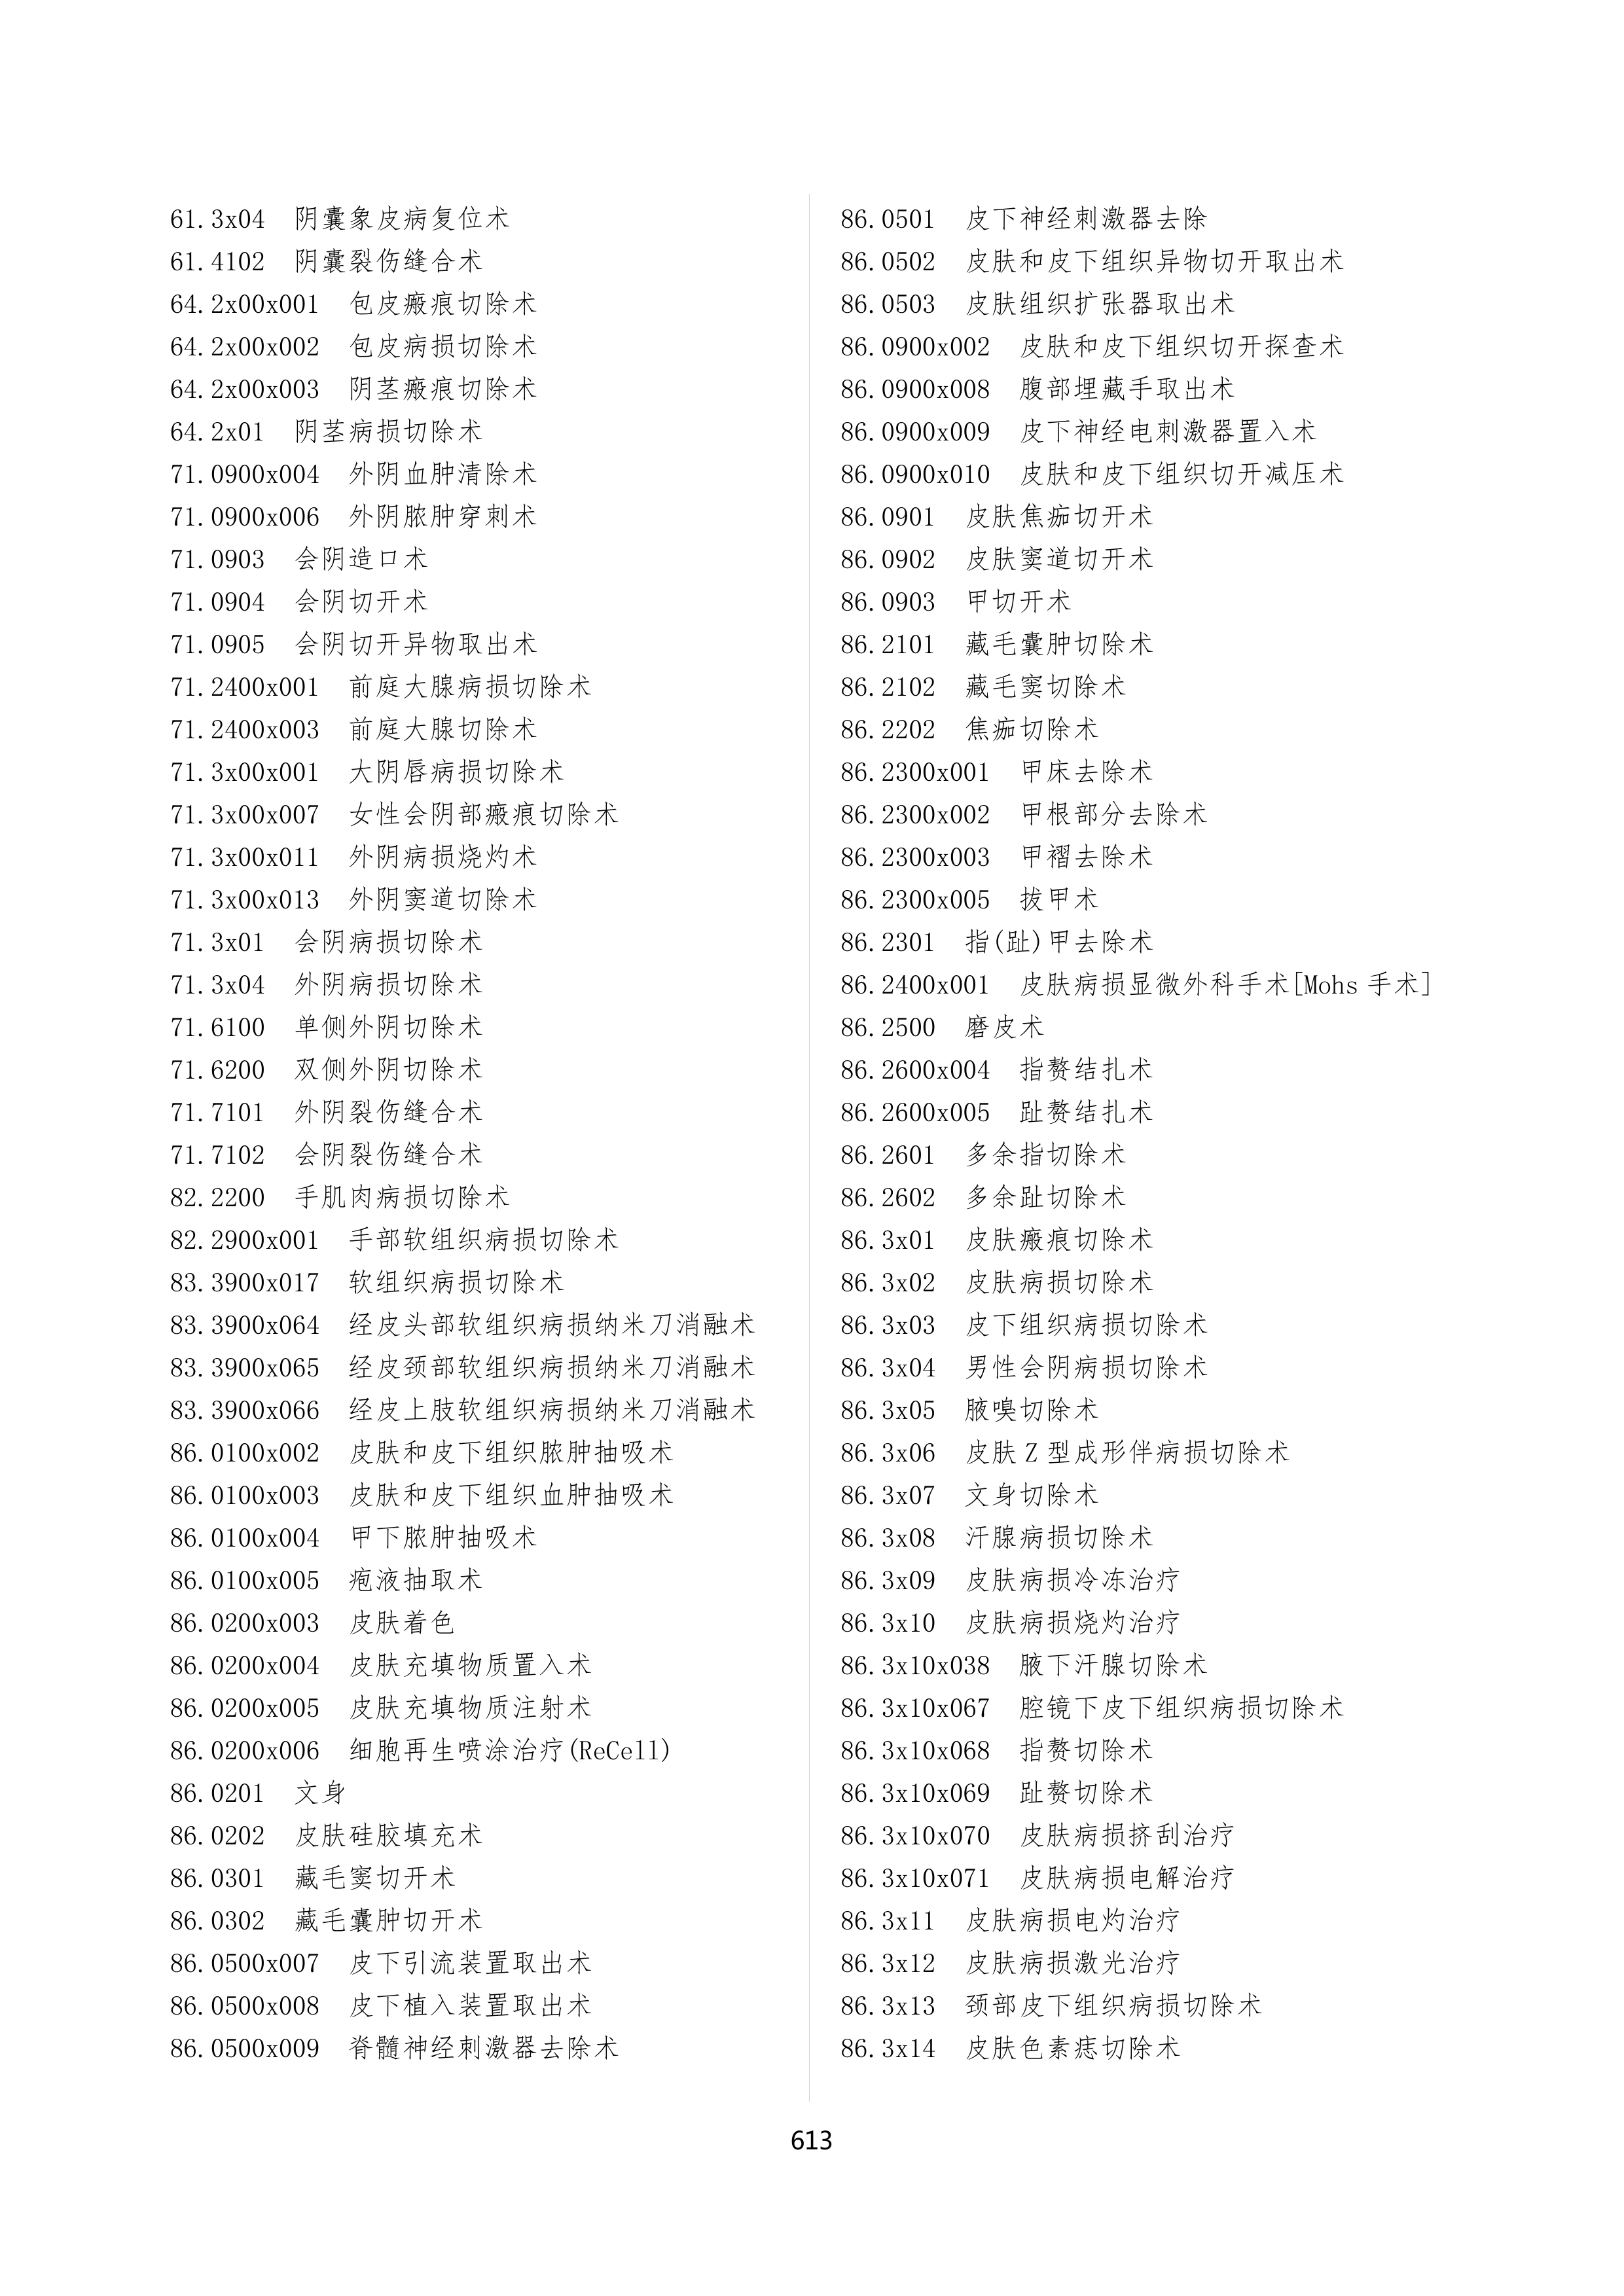 61.3x04 阴囊象皮病复位术
61.4102 阴囊裂伤缝合术
64.2x00x001 包皮瘢痕切除术
64.2x00x002 包皮病损切除术
64.2x00x003 阴茎瘢痕切除术
64.2x01 阴茎病损切除术
71.0900x004 外阴血肿清除术
71.0900x006 外阴脓肿穿刺术
71.0903 会阴造口术
71.0904 会阴切开术
71.0905 会阴切开异物取出术
71.2400x001 前庭大腺病损切除术
71.2400x003 前庭大腺切除术
71.3x00x001 大阴唇病损切除术
71.3x00x007 女性会阴部瘢痕切除术
71.3x00x011 外阴病损烧灼术
71.3x00x013 外阴窦道切除术
71.3x01 会阴病损切除术
71.3x04 外阴病损切除术
71.6100 单侧外阴切除术
71.6200 双侧外阴切除术
71.7101 外阴裂伤缝合术
71.7102 会阴裂伤缝合术
82.2200 手肌肉病损切除术
82.2900x001 手部软组织病损切除术
83.3900x017 软组织病损切除术
83.3900x064 经皮头部软组织病损纳米刀消融术
83.3900x065 经皮颈部软组织病损纳米刀消融术
83.3900x066 经皮上肢软组织病损纳米刀消融术
86.0100x002 皮肤和皮下组织脓肿抽吸术
86.0100x003 皮肤和皮下组织血肿抽吸术
86.0100x004 甲下脓肿抽吸术
86.0100x005 疱液抽取术
86.0200x003 皮肤着色
86.0200x004 皮肤充填物质置入术
86.0200x005 皮肤充填物质注射术
86.0200x006 细胞再生喷涂治疗(ReCell)
86.0201 文身
86.0202 皮肤硅胶填充术
86.0301 藏毛窦切开术
86.0302 藏毛囊肿切开术
86.0500x007 皮下引流装置取出术
86.0500x008 皮下植入装置取出术
86.0500x009 脊髓神经刺激器去除术
86.0501 皮下神经刺激器去除
86.0502 皮肤和皮下组织异物切开取出术
86.0503 皮肤组织扩张器取出术
86.0900x002 皮肤和皮下组织切开探查术
86.0900x008 腹部埋藏手取出术
86.0900x009 皮下神经电刺激器置入术
86.0900x010 皮肤和皮下组织切开减压术
86.0901 皮肤焦痂切开术
86.0902 皮肤窦道切开术
86.0903 甲切开术
86.2101 藏毛囊肿切除术
86.2102 藏毛窦切除术
86.2202 焦痂切除术
86.2300x001 甲床去除术
86.2300x002 甲根部分去除术
86.2300x003 甲褶去除术
86.2300x005 拔甲术
86.2301 指(趾)甲去除术
86.2400x001 皮肤病损显微外科手术[Mohs 手术]
86.2500 磨皮术
86.2600x004 指赘结扎术
86.2600x005 趾赘结扎术
86.2601 多余指切除术
86.2602 多余趾切除术
86.3x01 皮肤瘢痕切除术
86.3x02 皮肤病损切除术
86.3x03 皮下组织病损切除术
86.3x04 男性会阴病损切除术
86.3x05 腋嗅切除术
86.3x06 皮肤 Z 型成形伴病损切除术
86.3x07 文身切除术
86.3x08 汗腺病损切除术
86.3x09 皮肤病损冷冻治疗
86.3x10 皮肤病损烧灼治疗
86.3x10x038 腋下汗腺切除术
86.3x10x067 腔镜下皮下组织病损切除术
86.3x10x068 指赘切除术
86.3x10x069 趾赘切除术
86.3x10x070 皮肤病损挤刮治疗
86.3x10x071 皮肤病损电解治疗
86.3x11 皮肤病损电灼治疗
86.3x12 皮肤病损激光治疗
86.3x13 颈部皮下组织病损切除术
86.3x14 皮肤色素痣切除术
613